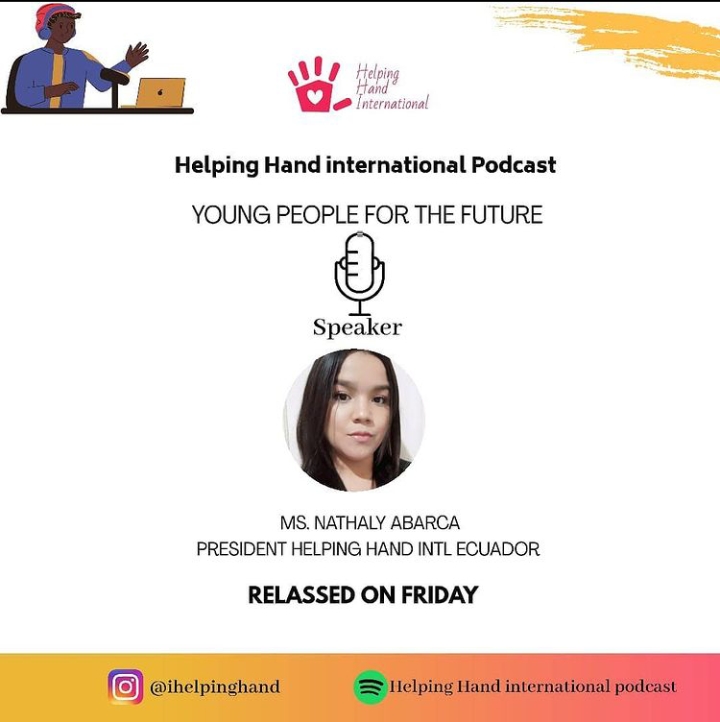 Helping
Hand
International
Helping Hand international Podcast
YOUNG PEOPLE FOR THE FUTURE
Speaker
MS. NATHALY ABARCA
PRESIDENT HELPING HAND INTL ECUADOR
RELASSED ON FRIDAY
@ihelpinghand
Helping Hand international podcast